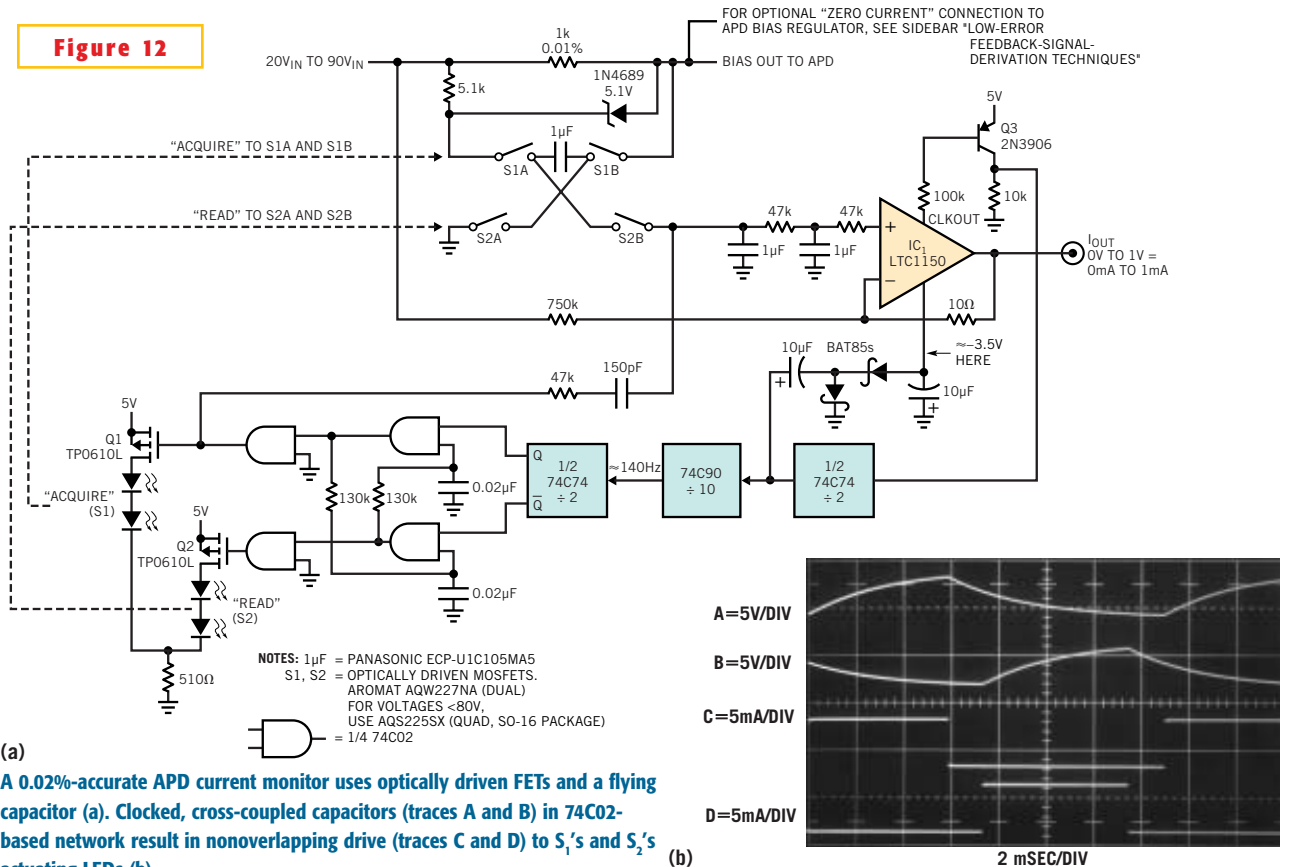 Figure 12
FOR OPTIONAL “ZERO CURRENT” CONNECTION TO
APD BIAS REGULATOR, SEE SIDEBAR "LOW-ERROR
FEEDBACK-SIGNAL-
DERIVATION TECHNIQUES"
20VIN TO 90VIN
1k
0.01%
BIAS OUT TO APD
5.1k
1N4689
5.1V
1µF
“ACQUIRE” TO S1A AND S1B
S1A
S1B
“READ” TO S2A AND S2B
S2A
S2B
5V
Q3
2N3906
100k
10k
CLKOUT
47k
47k
1µF
1µF
+
IC1
LTC1150
−
IOUT
0V TO 1V =
0mA TO 1mA
750k
10Ω
≈–3.5V
HERE
10µF
BAT85s
+
10µF
+
47k
150pF
5V
Q1
TP0610L
“ACQUIRE”
(S1)
130k
130k
0.02µF
0.02µF
Q
Q̅
1/2
74C74
÷ 2
≈140Hz
74C90
÷ 10
1/2
74C74
÷ 2
5V
Q2
TP0610L
“READ”
(S2)
510Ω
NOTES: 1µF = PANASONIC ECP-U1C105MA5
S1, S2 = OPTICALLY DRIVEN MOSFETS.
AROMAT AQW227NA (DUAL)
FOR VOLTAGES <80V,
USE AQS225SX (QUAD, SO-16 PACKAGE)
= 1/4 74C02
(a)
A=5V/DIV
B=5V/DIV
C=5mA/DIV
D=5mA/DIV
2 mSEC/DIV
(b)
A 0.02%-accurate APD current monitor uses optically driven FETs and a flying
capacitor (a). Clocked, cross-coupled capacitors (traces A and B) in 74C02-
based network result in nonoverlapping drive (traces C and D) to S1’s and S2’s
actuating LEDs (b).